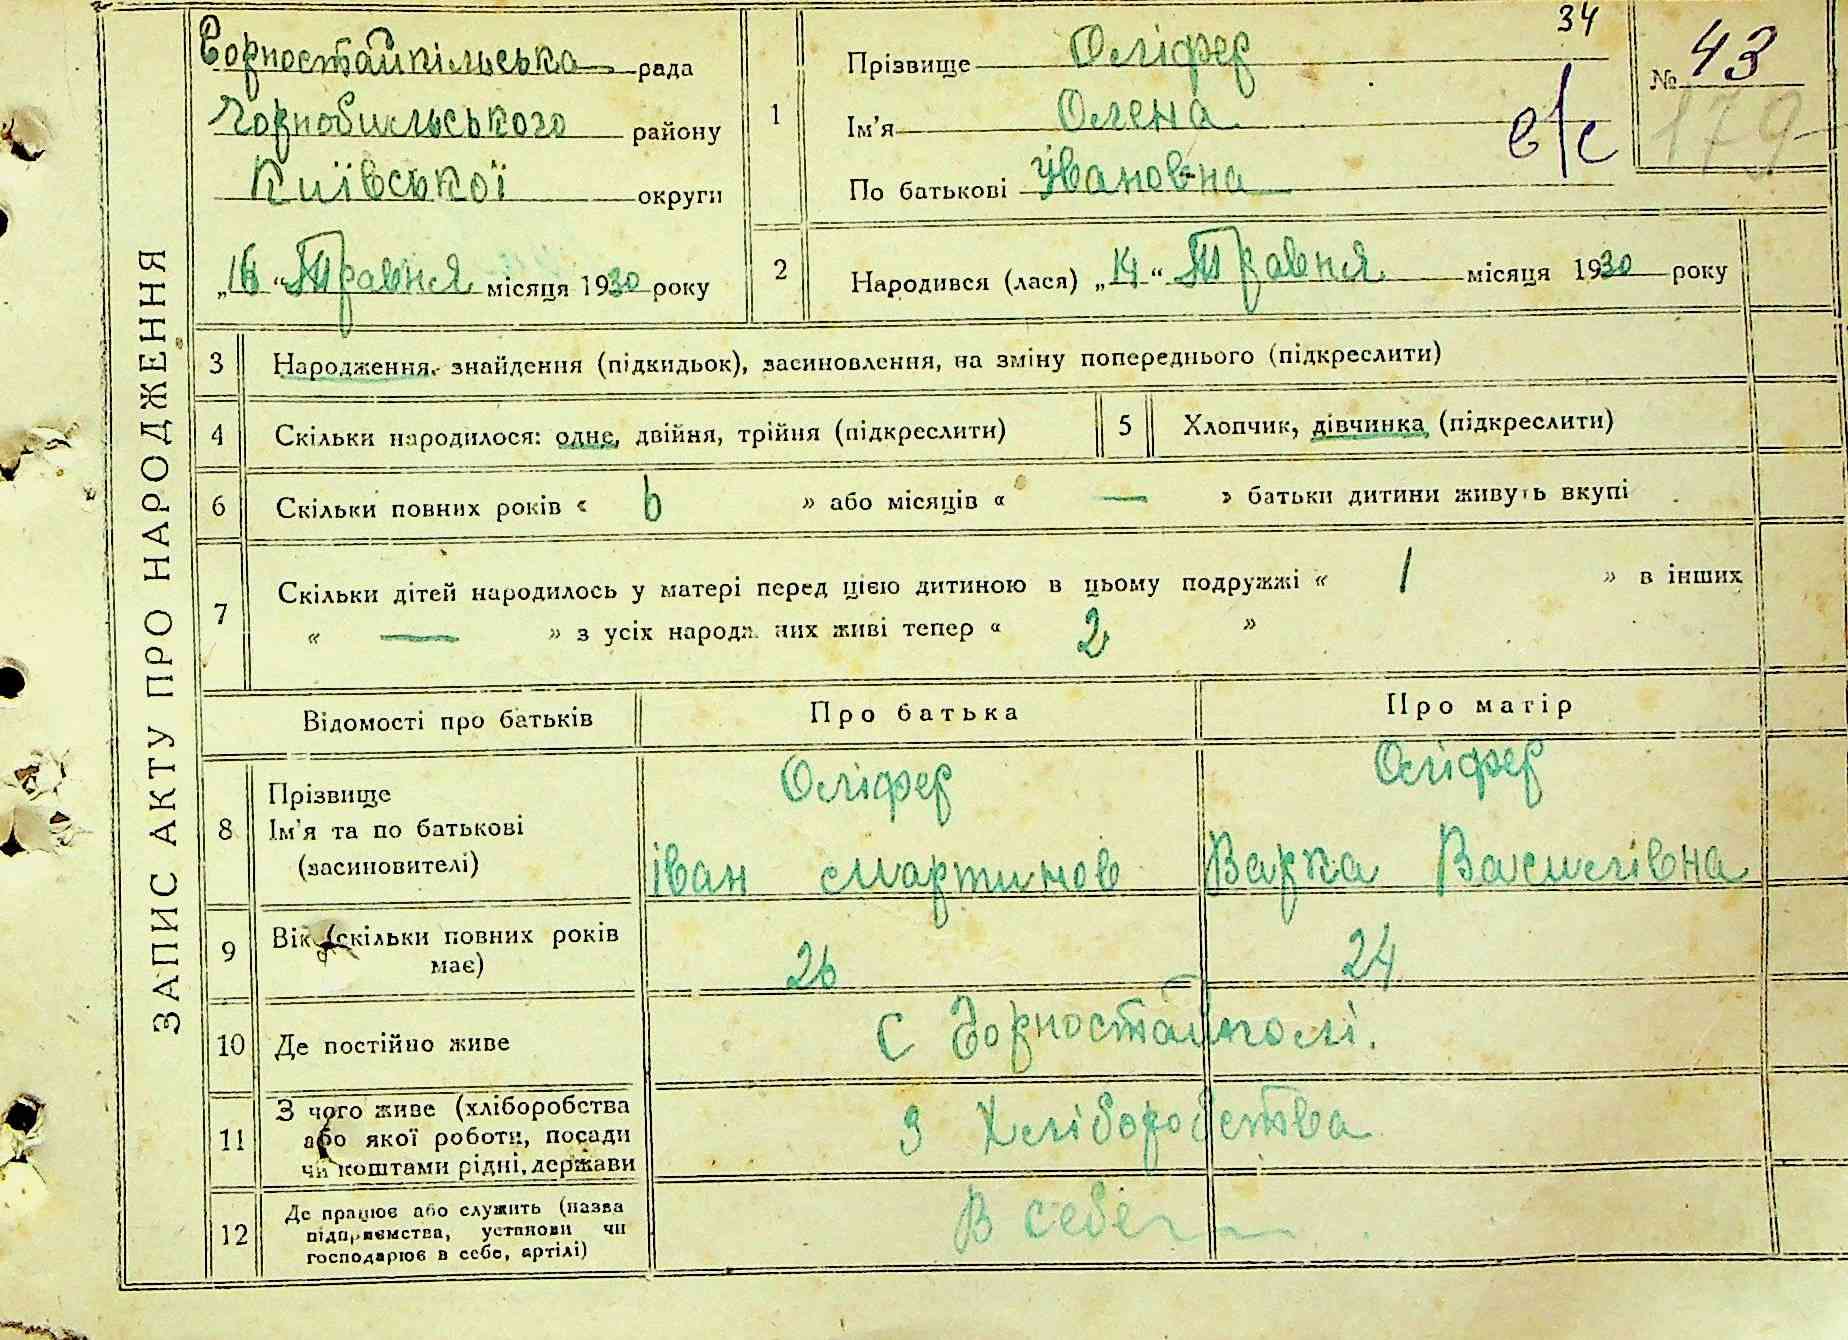 ЗАПИС АКТУ ПРО НАРОДЖЕННЯ
34
Горностайпільська рада
Чорнобильського району
Київської округи
„16“ Травня місяця 1930 року
1
Прізвище Оліфер
Ім'я Олена
По батькові Івановна
№ 43
179
в/с
2
Народився (лася) „14“ Травня місяця 1930 року
3 Народження, знайдення (підкидьок), засиновлення, на зміну попереднього (підкреслити)
4 Скільки народилося: одне, двійня, трійня (підкреслити)
5 Хлопчик, дівчинка (підкреслити)
6 Скільки повних років « 6 » або місяців « — » батьки дитини живуть вкупі
7 Скільки дітей народилось у матері перед цією дитиною в цьому подружжі « 1 » в інших
« — » з усіх народжених живі тепер « 2 »
Відомості про батьків Про батька Про матір
8
Прізвище
Ім'я та по батькові
(засиновителі)
Оліфер Оліфер
Іван Мартинов Варка Василівна
9
Вік (скільки повних років
має)
26 24
10 Де постійно живе
С Горностайполі.
11
З чого живе (хліборобства
або якої роботи, посади
чи коштами рідні, держави
З Хліборобства
12
Де працює або служить (назва
підприємства, установи чи
господарює в себе, артілі)
В себе